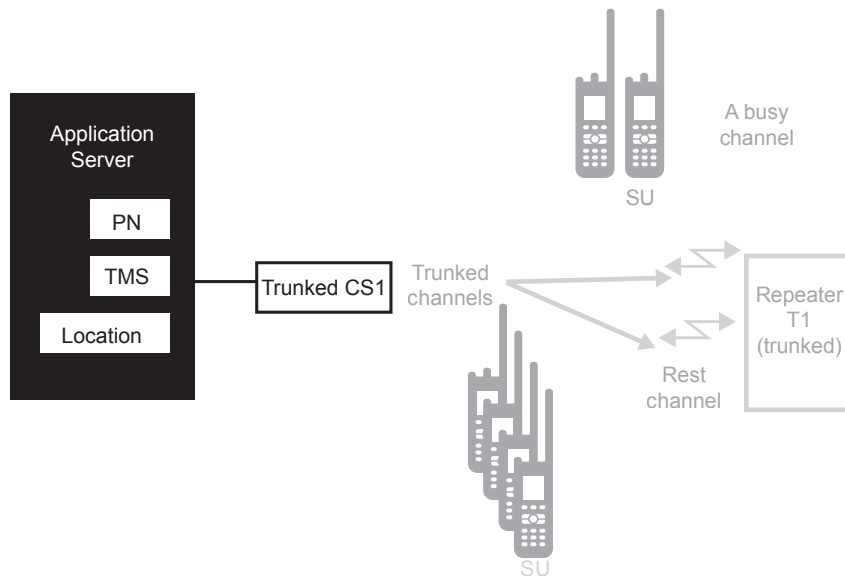 Application
Server
PN
TMS
Location
Trunked CS1
Trunked
channels
A busy
channel
SU
Repeater
T1
(trunked)
Rest
channel
SU